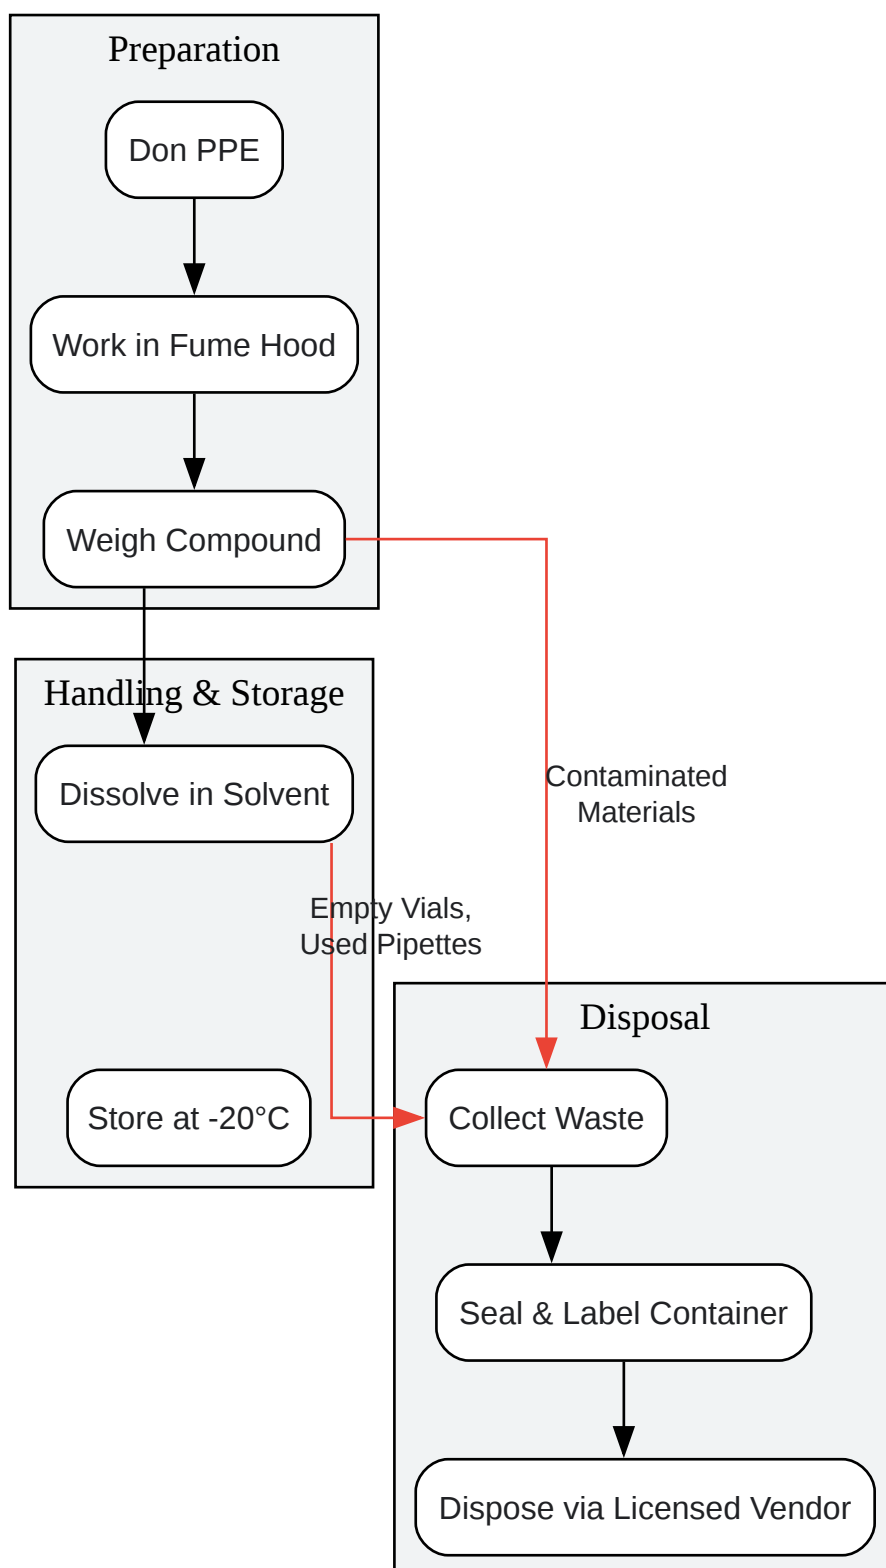 Preparation
Don PPE
Work in Fume Hood
Weigh Compound
Handling & Storage
Dissolve in Solvent
Contaminated
Materials
Empty Vials,
Used Pipettes
Disposal
Store at -20°C
Collect Waste
Seal & Label Container
Dispose via Licensed Vendor